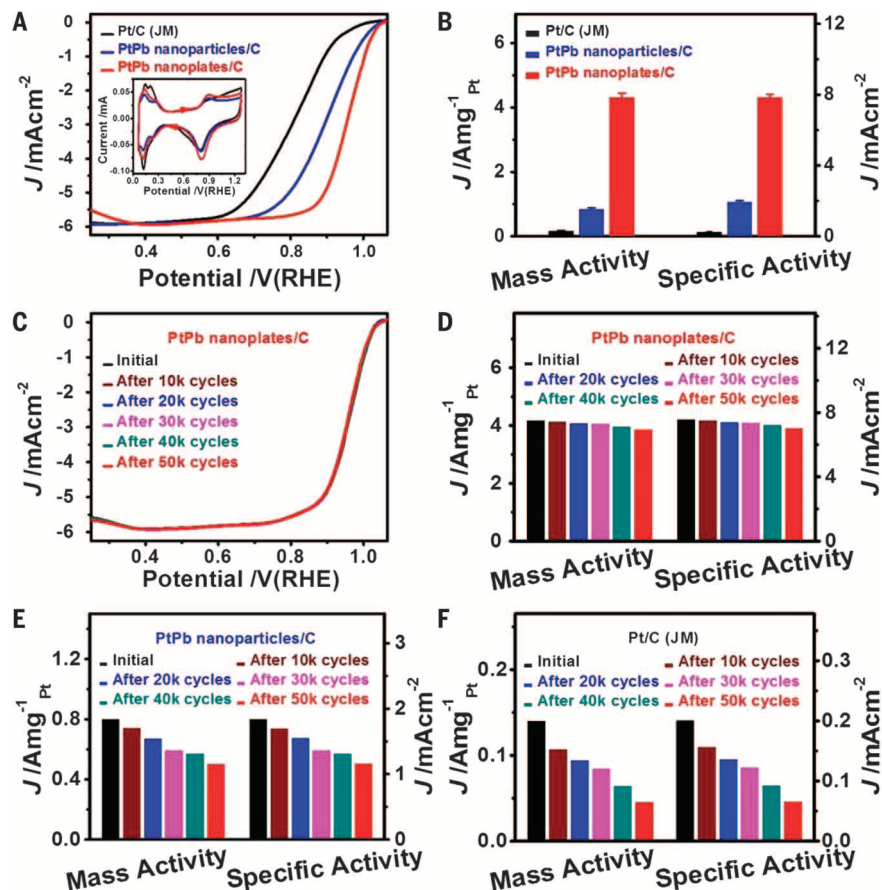 A
Pt/C (JM)
PtPb nanoparticles/C
PtPb nanoplates/C
J /mAcm⁻²
0
-1
-2
-3
-4
-5
-6
0.4 0.6 0.8 1.0
Potential /V(RHE)
Current /mA
0.05
0.00
-0.05
-0.10
0.0 0.3 0.6 0.9 1.2
Potential /V(RHE)
B
Pt/C (JM)
PtPb nanoparticles/C
PtPb nanoplates/C
J /Amg⁻¹Pt
6
4
2
0
12
8
4
0
J /mAcm⁻²
Mass Activity Specific Activity
C
PtPb nanoplates/C
Initial
After 10k cycles
After 20k cycles
After 30k cycles
After 40k cycles
After 50k cycles
J /mAcm⁻²
0
-1
-2
-3
-4
-5
-6
0.4 0.6 0.8 1.0
Potential /V(RHE)
D
PtPb nanoplates/C
Initial After 10k cycles
After 20k cycles After 30k cycles
After 40k cycles After 50k cycles
J /Amg⁻¹Pt
6
4
2
0
12
8
4
0
J /mAcm⁻²
Mass Activity Specific Activity
E
PtPb nanoparticles/C
Initial After 10k cycles
After 20k cycles After 30k cycles
After 40k cycles After 50k cycles
J /Amg⁻¹Pt
1.2
0.8
0.4
0.0
3
2
1
0
J /mAcm⁻²
Mass Activity Specific Activity
F
Pt/C (JM)
Initial After 10k cycles
After 20k cycles After 30k cycles
After 40k cycles After 50k cycles
J /Amg⁻¹Pt
0.2
0.1
0.0
0.3
0.2
0.1
0.0
J /mAcm⁻²
Mass Activity Specific Activity